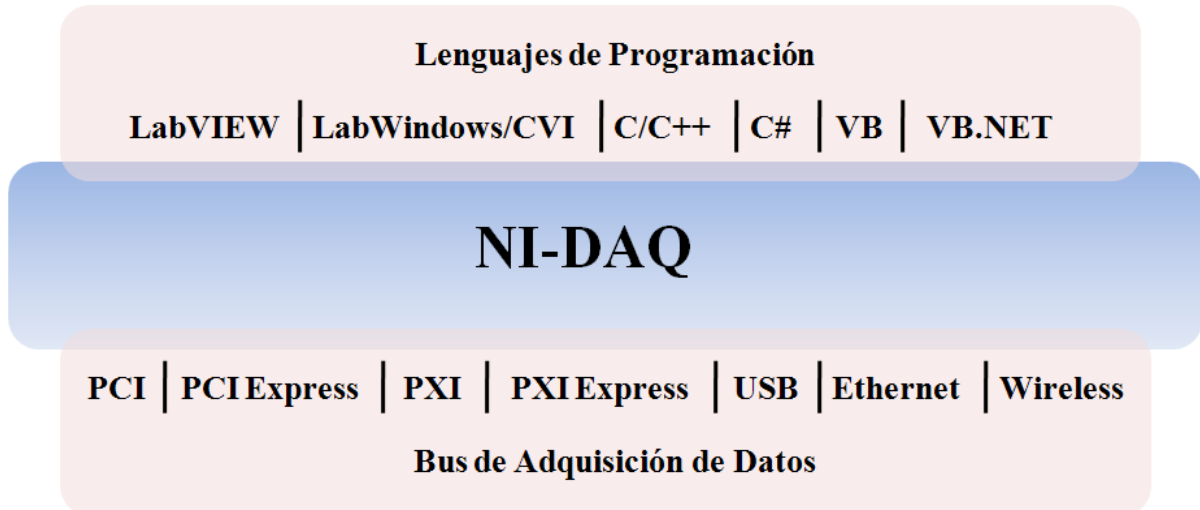 Lenguajes de Programación
LabVIEW | LabWindows/CVI | C/C++ | C# | VB | VB.NET
NI-DAQ
PCI | PCI Express | PXI | PXI Express | USB | Ethernet | Wireless
Bus de Adquisición de Datos